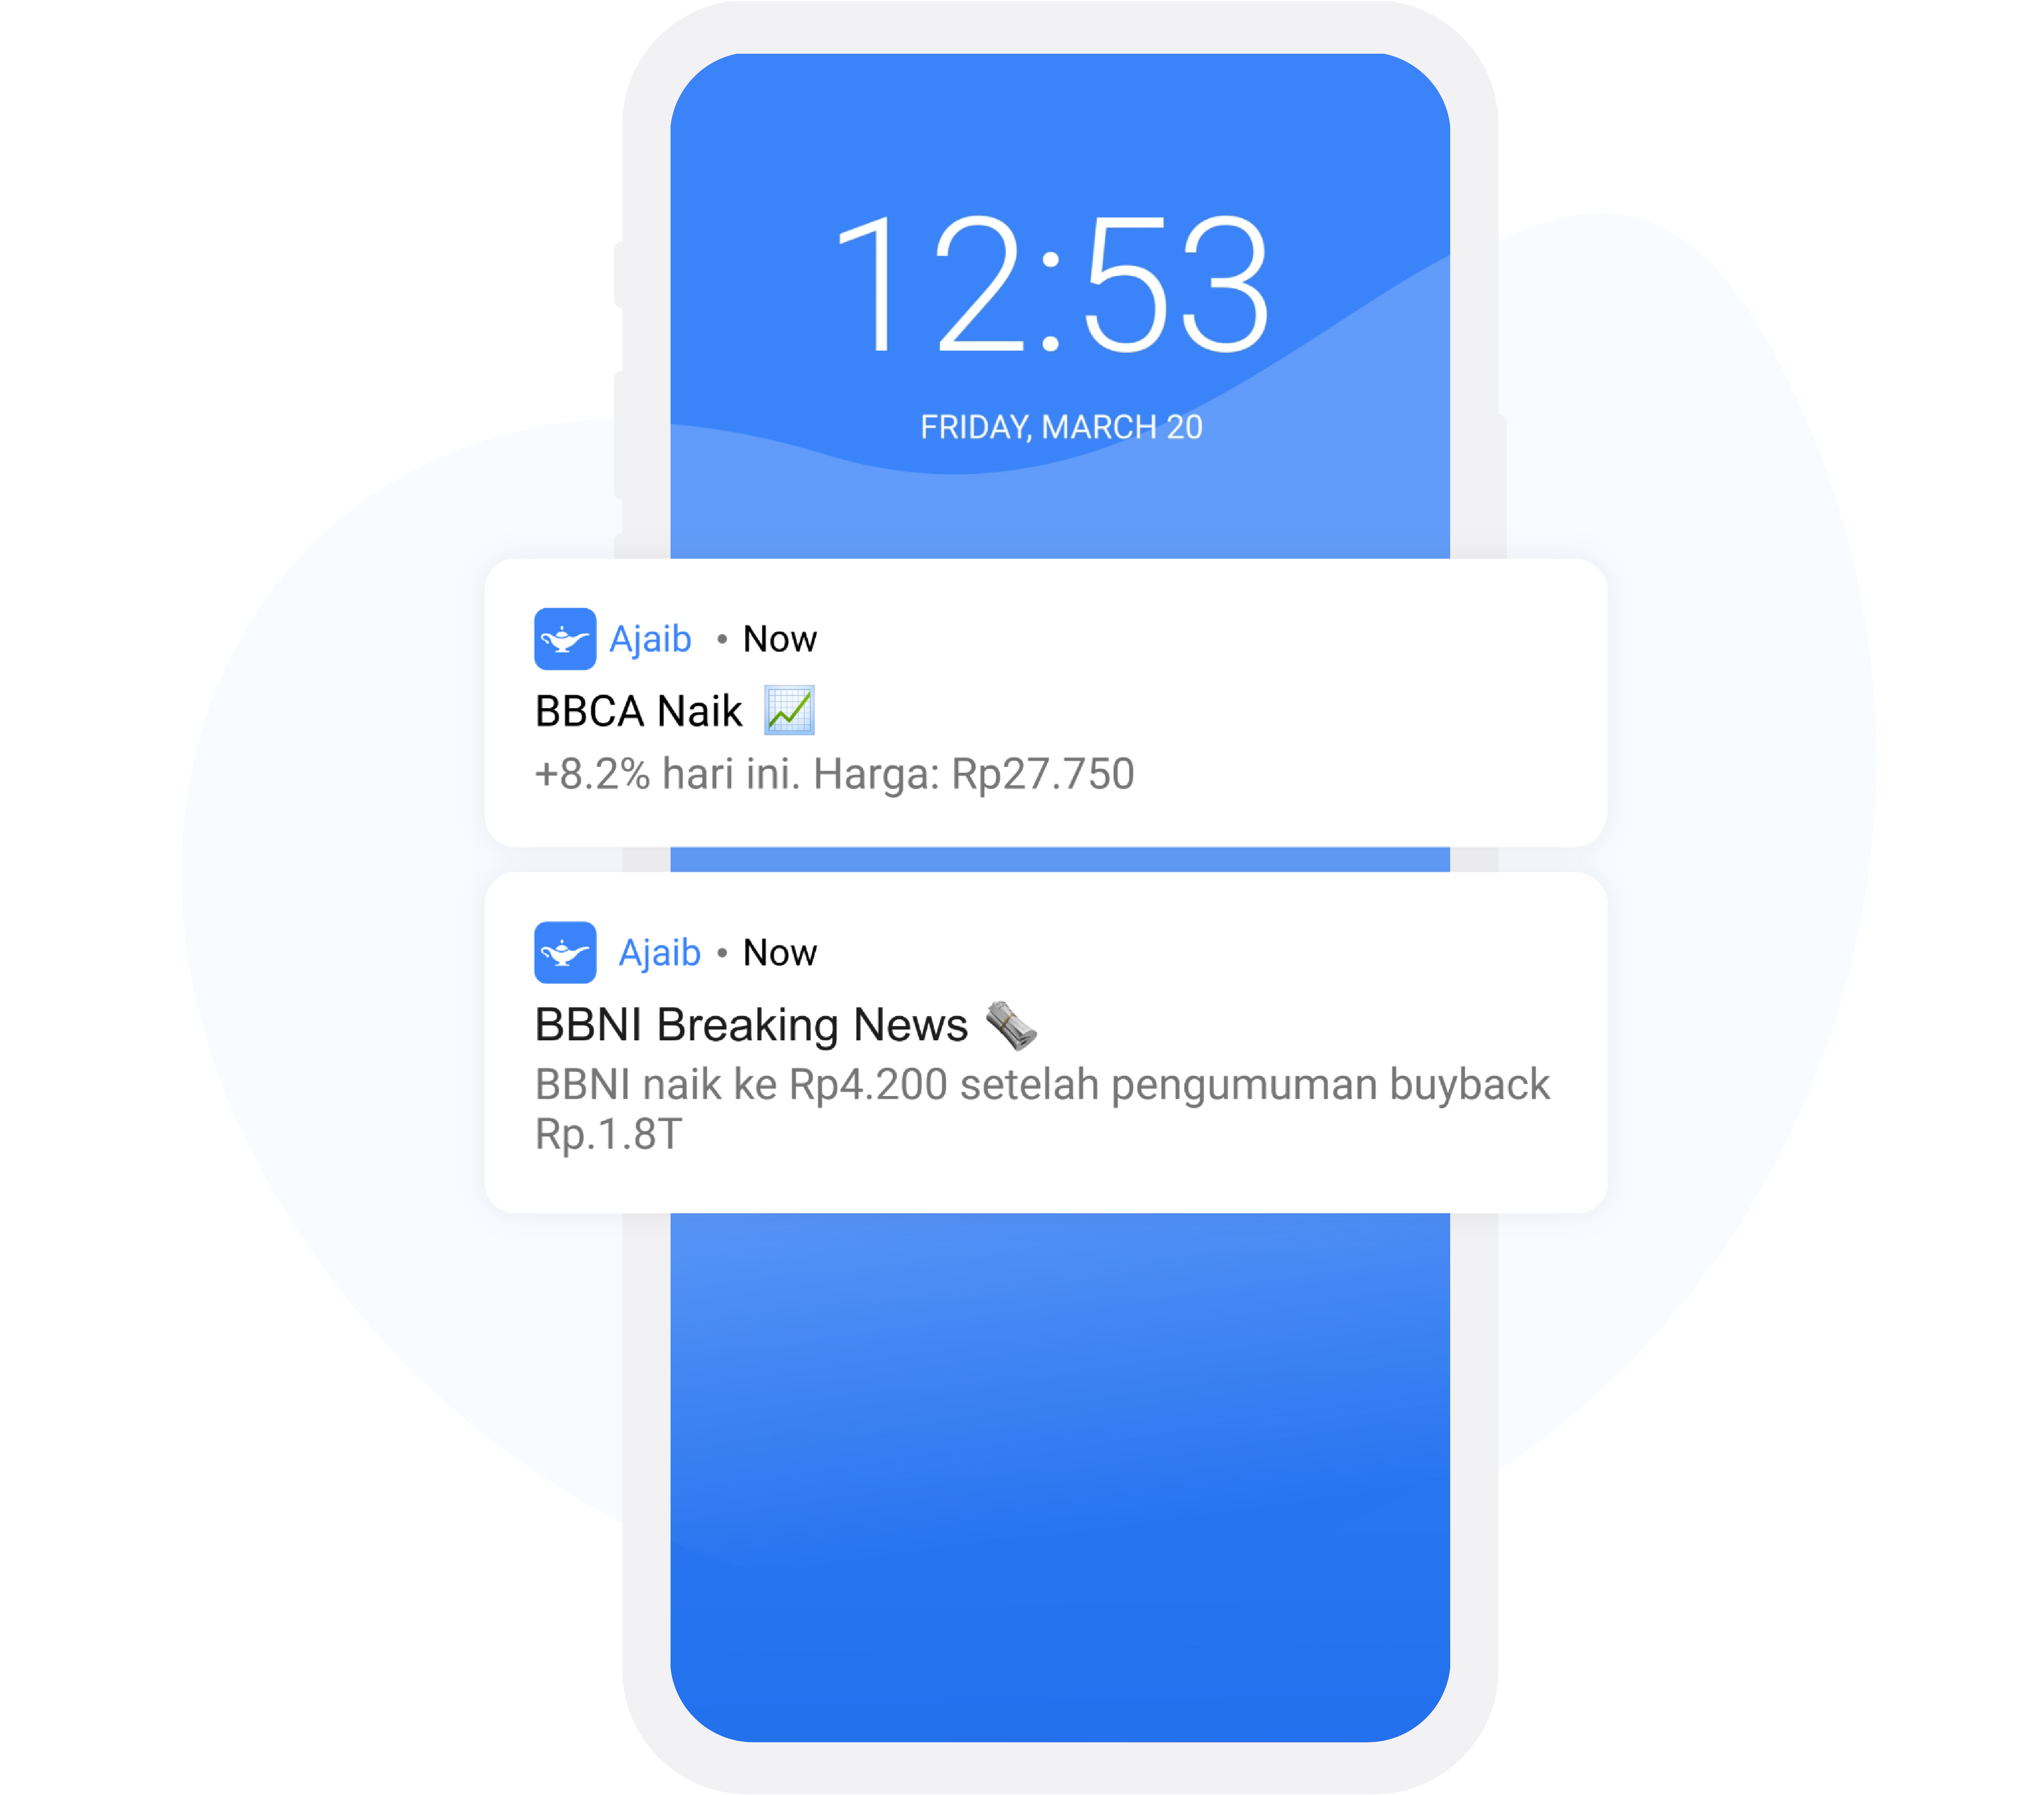 12:53
FRIDAY, MARCH 20
Ajaib • Now
BBCA Naik 📈
+8.2% hari ini. Harga: Rp27.750
Ajaib • Now
BBNI Breaking News 🗞️
BBNI naik ke Rp4.200 setelah pengumuman buyback
Rp.1.8T